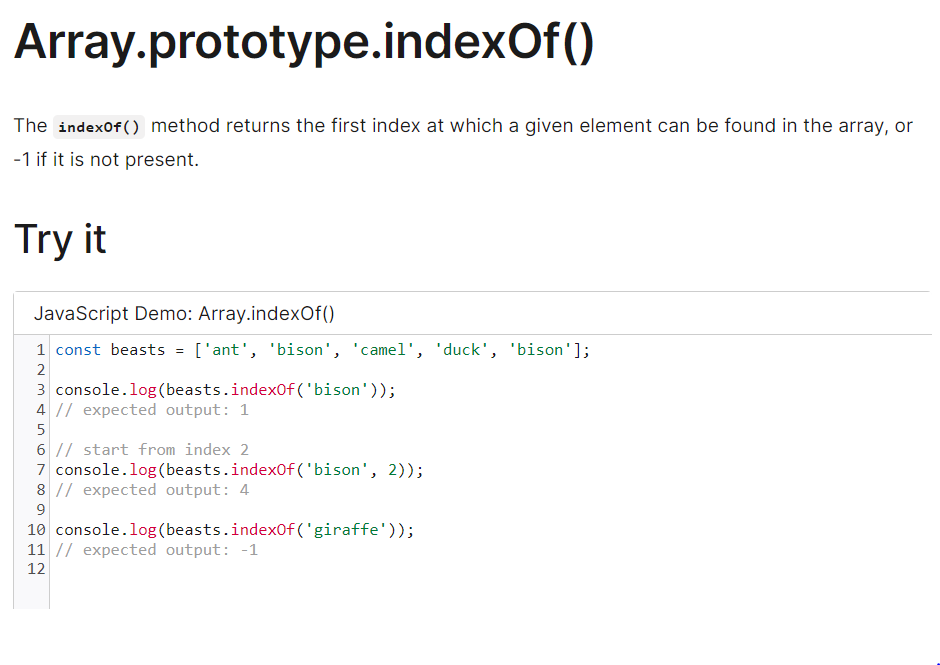 Array.prototype.indexOf()
The indexOf() method returns the first index at which a given element can be found in the array, or
-1 if it is not present.
Try it
JavaScript Demo: Array.indexOf()
1 const beasts = ['ant', 'bison', 'camel', 'duck', 'bison'];
2
3 console.log(beasts.indexOf('bison'));
4 // expected output: 1
5
6 // start from index 2
7 console.log(beasts.indexOf('bison', 2));
8 // expected output: 4
9
10 console.log(beasts.indexOf('giraffe'));
11 // expected output: -1
12